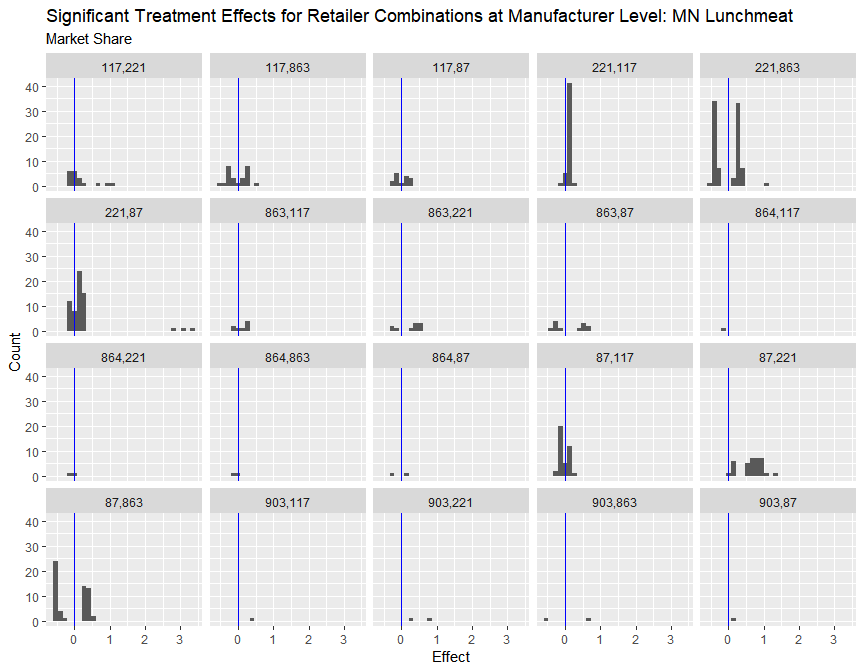 Significant Treatment Effects for Retailer Combinations at Manufacturer Level: MN Lunchmeat
Market Share
117,221 117,863 117,87 221,117 221,863
40
30
20
10
0
221,87 863,117 863,221 863,87 864,117
40
30
20
10
0
864,221 864,863 864,87 87,117 87,221
40
30
20
10
0
87,863 903,117 903,221 903,863 903,87
40
30
20
10
0
0 1 2 3 0 1 2 3 0 1 2 3 0 1 2 3 0 1 2 3
Effect
Count